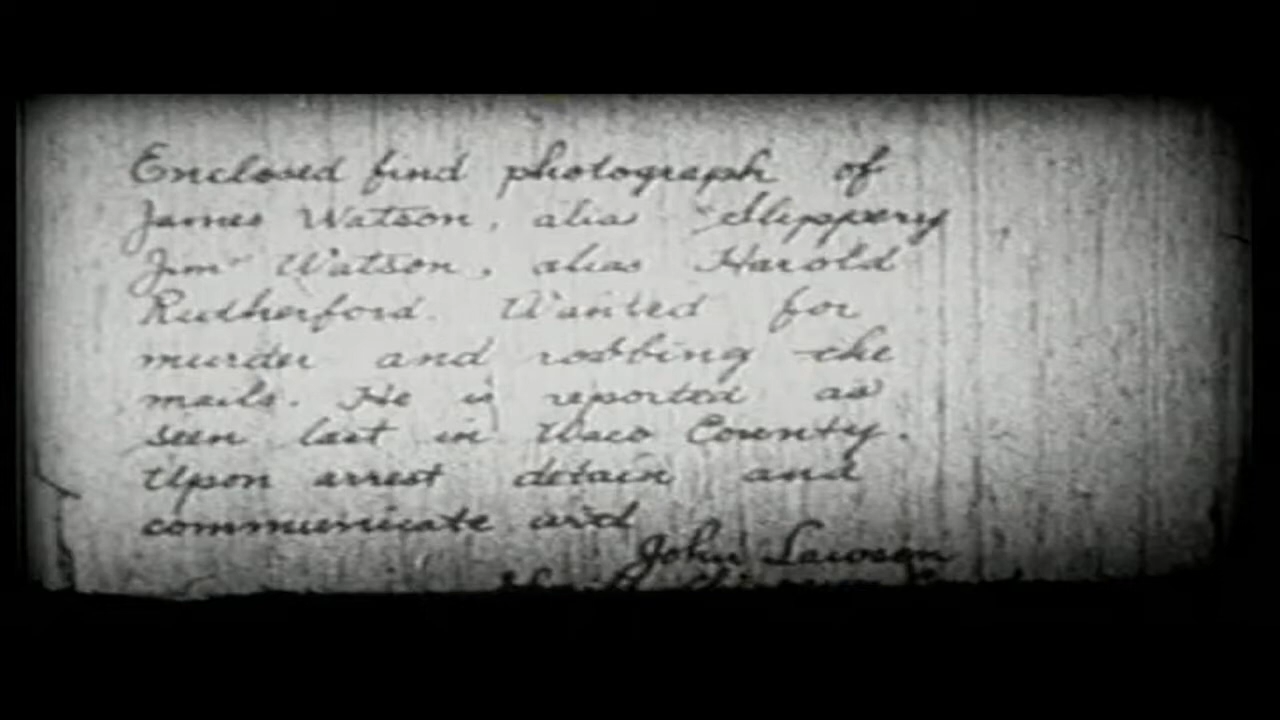 Enclosed find photograph of
James Watson, alias "Slippery
Jim" Watson, alias Harold
Rutherford. Wanted for
murder and robbing the
mails. He is reported as
seen last in Waco County.
Upon arrest detain and
communicate with
John Lawson